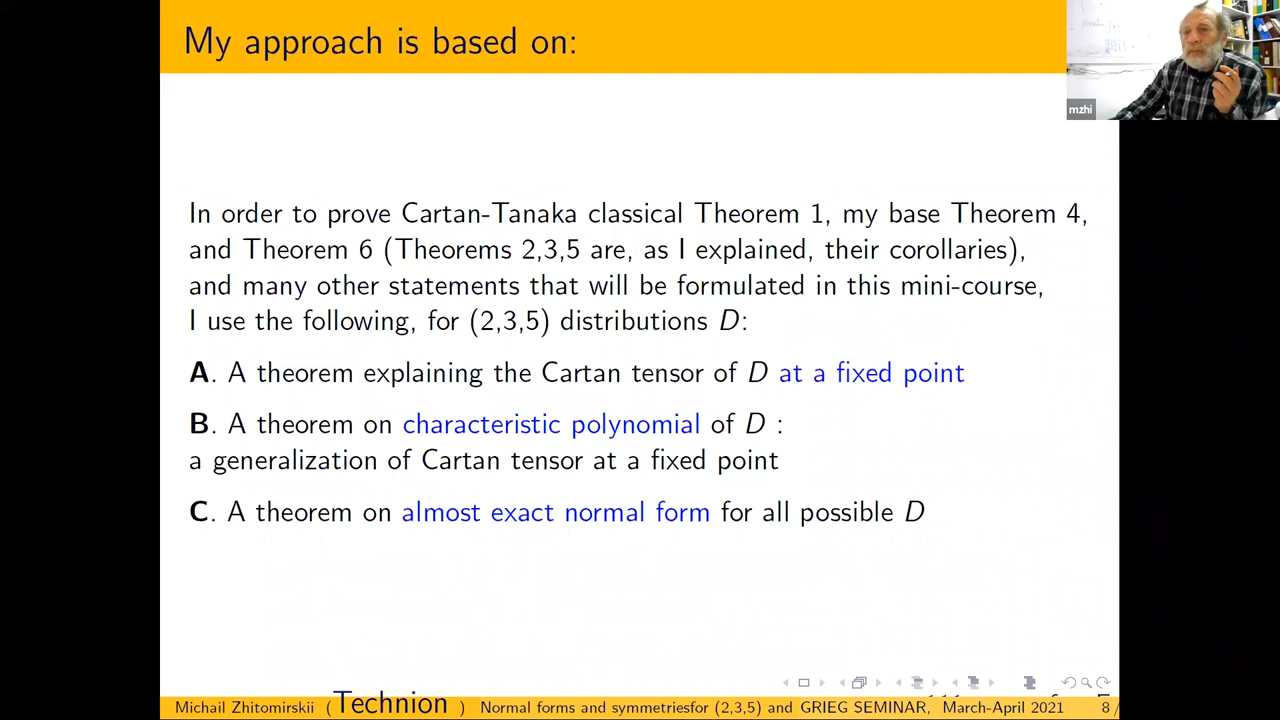 My approach is based on:
mzhi
In order to prove Cartan-Tanaka classical Theorem 1, my base Theorem 4,
and Theorem 6 (Theorems 2,3,5 are, as I explained, their corollaries),
and many other statements that will be formulated in this mini-course,
I use the following, for (2,3,5) distributions D:
A. A theorem explaining the Cartan tensor of D at a fixed point
B. A theorem on characteristic polynomial of D :
a generalization of Cartan tensor at a fixed point
C. A theorem on almost exact normal form for all possible D
Michail Zhitomirskii ( Technion ) Normal forms and symmetriesfor (2,3,5) and GRIEG SEMINAR, March-April 2021 8 /